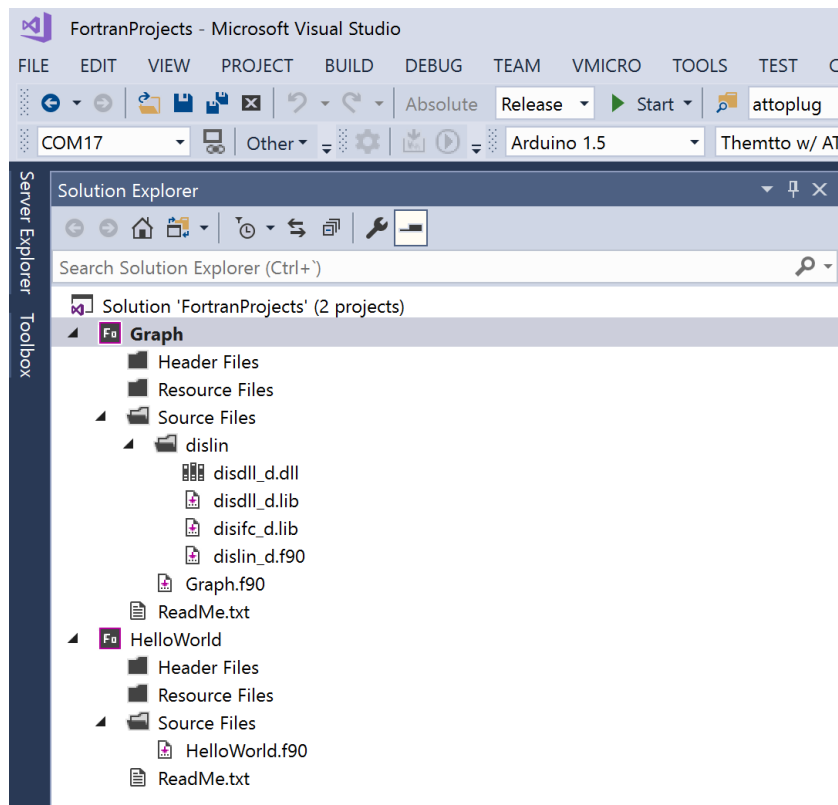 FortranProjects - Microsoft Visual Studio
FILE EDIT VIEW PROJECT BUILD DEBUG TEAM VMICRO TOOLS TEST
Absolute Release Start attoplug
COM17 Other Arduino 1.5 Themtto w/ AT
Server Explorer
Toolbox
Solution Explorer
Search Solution Explorer (Ctrl+`)
Solution 'FortranProjects' (2 projects)
Fo Graph
Header Files
Resource Files
Source Files
dislin
disdll_d.dll
disdll_d.lib
disifc_d.lib
dislin_d.f90
Graph.f90
ReadMe.txt
Fo HelloWorld
Header Files
Resource Files
Source Files
HelloWorld.f90
ReadMe.txt